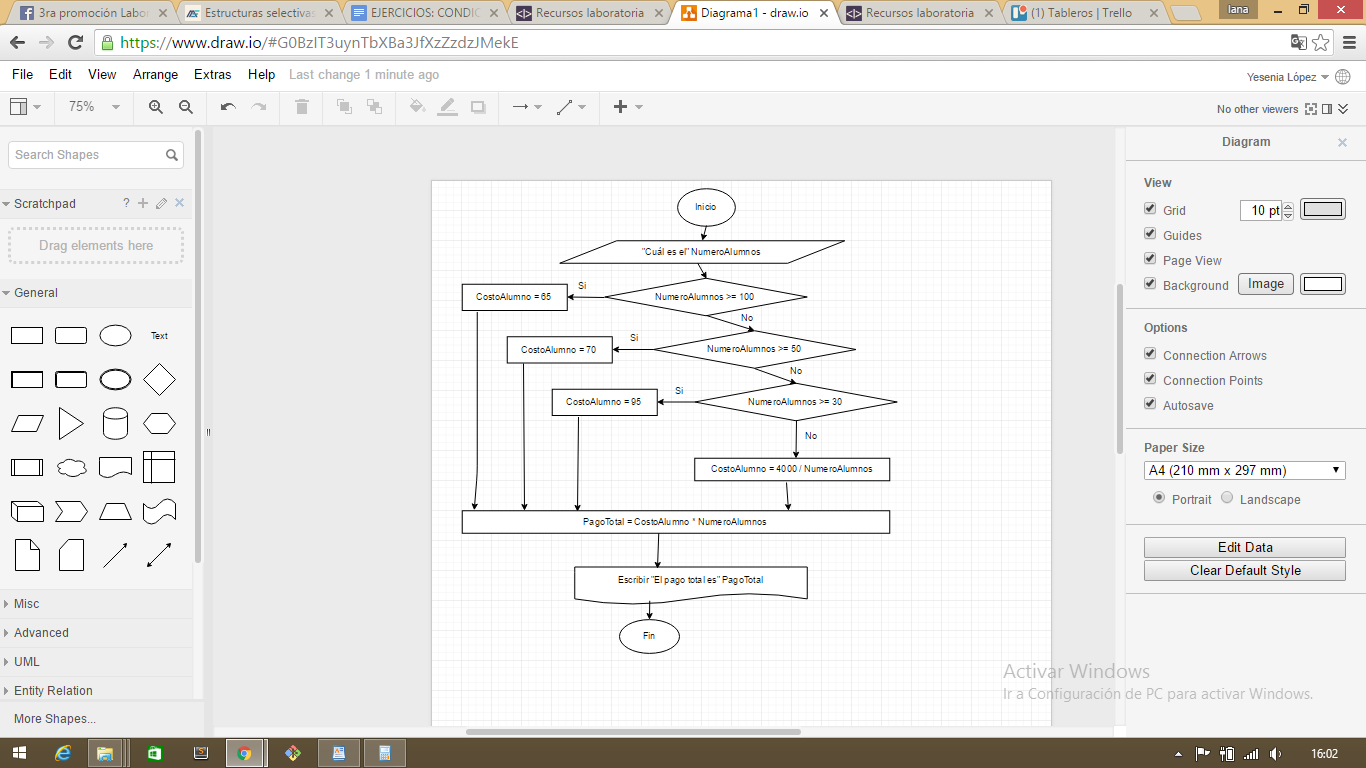 3ra promoción Labor
Estructuras selectivas
EJERCICIOS: CONDIC
Recursos laboratoria
Diagrama1 - draw.io
Recursos laboratoria
(1) Tableros | Trello
Iana
https://www.draw.io/#G0BzIT3uynTbXBa3JfXzZzdzJMekE
File Edit View Arrange Extras Help Last change 1 minute ago
Yesenia López
75%
No other viewers
Search Shapes
Scratchpad
?
Drag elements here
General
Text
Misc
Advanced
UML
Entity Relation
More Shapes...
Inicio
"Cuál es el" NumeroAlumnos
NumeroAlumnos >= 100
Si
CostoAlumno = 65
No
NumeroAlumnos >= 50
Si
CostoAlumno = 70
No
NumeroAlumnos >= 30
Si
CostoAlumno = 95
No
CostoAlumno = 4000 / NumeroAlumnos
PagoTotal = CostoAlumno * NumeroAlumnos
Escribir "El pago total es" PagoTotal
Fin
Diagram
View
Grid
10 pt
Guides
Page View
Background
Image
Options
Connection Arrows
Connection Points
Autosave
Paper Size
A4 (210 mm x 297 mm)
Portrait Landscape
Edit Data
Clear Default Style
Activar Windows
Ir a Configuración de PC para activar Windows.
16:02